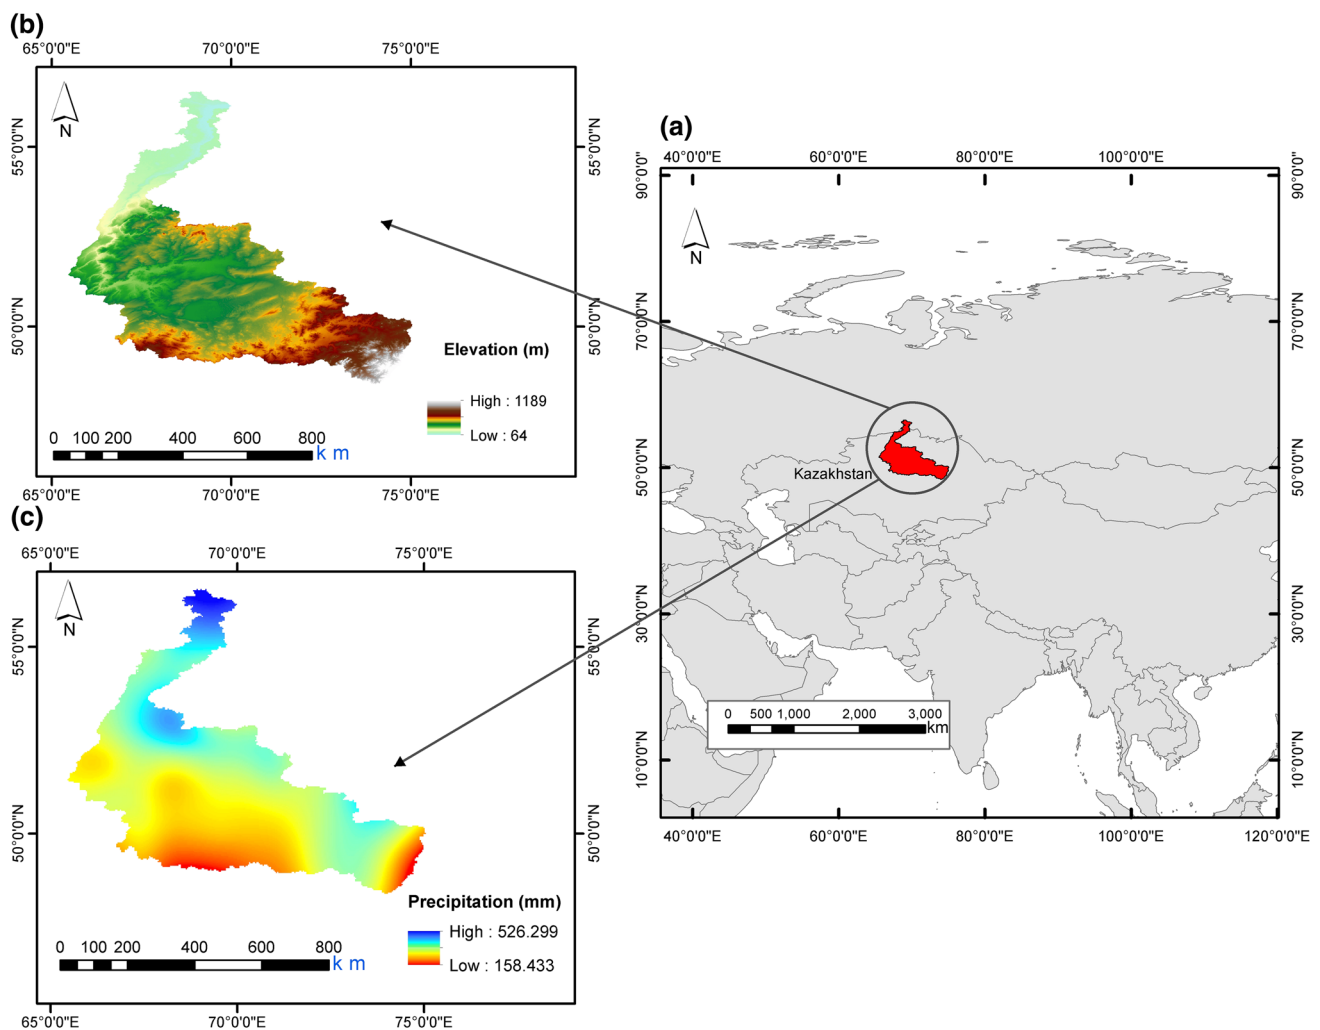 (b)
65°0'0"E 70°0'0"E 75°0'0"E
N
55°0'0"N 55°0'0"N
50°0'0"N 50°0'0"N
Elevation (m)
High : 1189
Low : 64
0 100 200 400 600 800 k m
65°0'0"E 70°0'0"E 75°0'0"E
(a)
40°0'0"E 60°0'0"E 80°0'0"E 100°0'0"E
90°0'0" 90°0'0"N
N
70°0'0"N 70°0'0"N
Kazakhstan
50°0'0"N 50°0'0"N
30°0'0"N 30°0'0"N
0 500 1,000 2,000 3,000
km
10°0'0"N 10°0'0"N
40°0'0"E 60°0'0"E 80°0'0"E 100°0'0"E 120°0'0"E
(c)
65°0'0"E 70°0'0"E 75°0'0"E
N
55°0'0"N 55°0'0"N
50°0'0"N 50°0'0"N
Precipitation (mm)
High : 526.299
Low : 158.433
0 100 200 400 600 800
k m
65°0'0"E 70°0'0"E 75°0'0"E